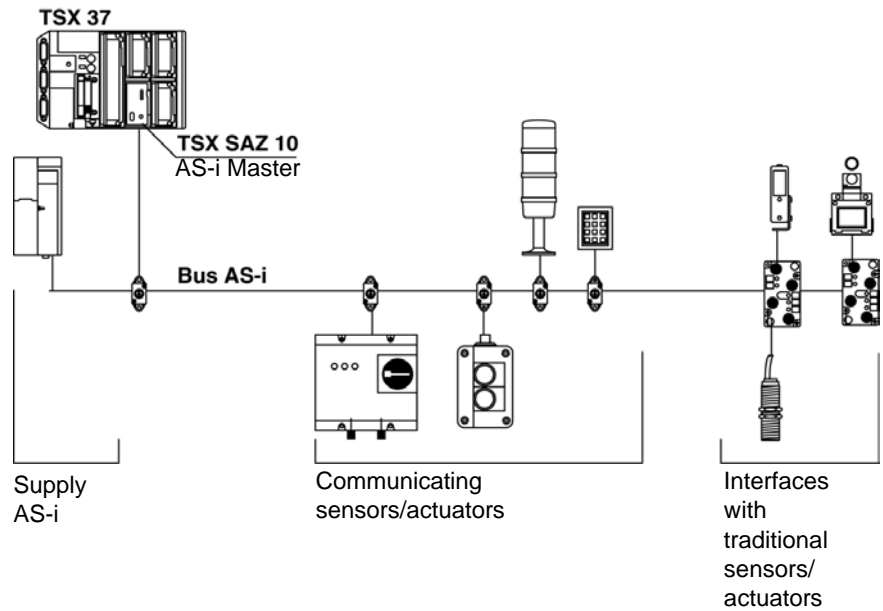 TSX 37
TSX SAZ 10
AS-i Master
Bus AS-i
Supply
AS-i
Communicating
sensors/actuators
Interfaces
with
traditional
sensors/
actuators